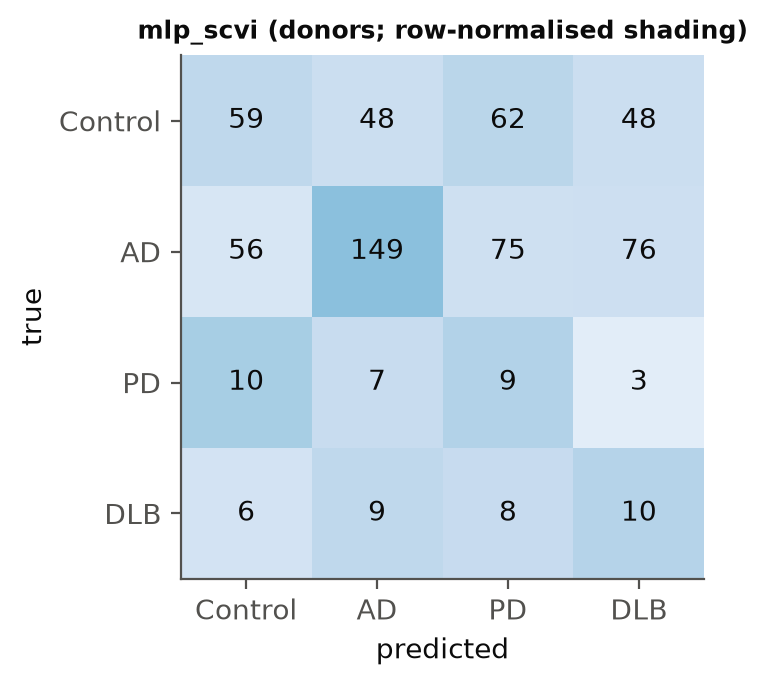 mlp_scvi (donors; row-normalised shading)
Control 59 48 62 48
AD 56 149 75 76
PD 10 7 9 3
DLB 6 9 8 10
true
Control AD PD DLB
predicted